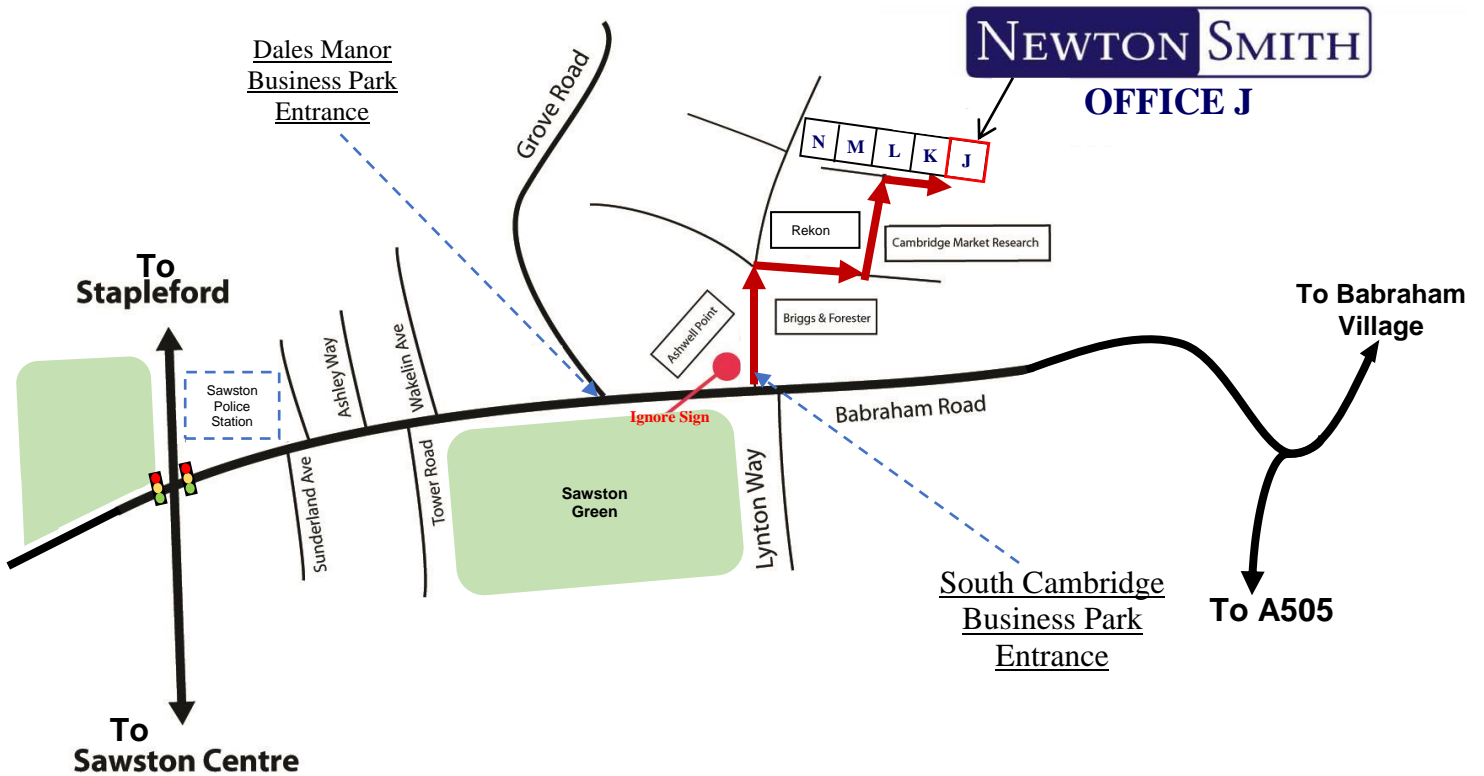 NEWTON SMITH
OFFICE J
Dales Manor
Business Park
Entrance
Grove Road
N M L K J
Rekon
Cambridge Market Research
To
Stapleford
Ashwell Point
Briggs & Forester
To Babraham
Village
Sawston
Police
Station
Ashley Way
Wakelin Ave
Ignore Sign
Babraham Road
Sunderland Ave
Tower Road
Sawston
Green
Lynton Way
South Cambridge
Business Park
Entrance
To A505
To
Sawston Centre